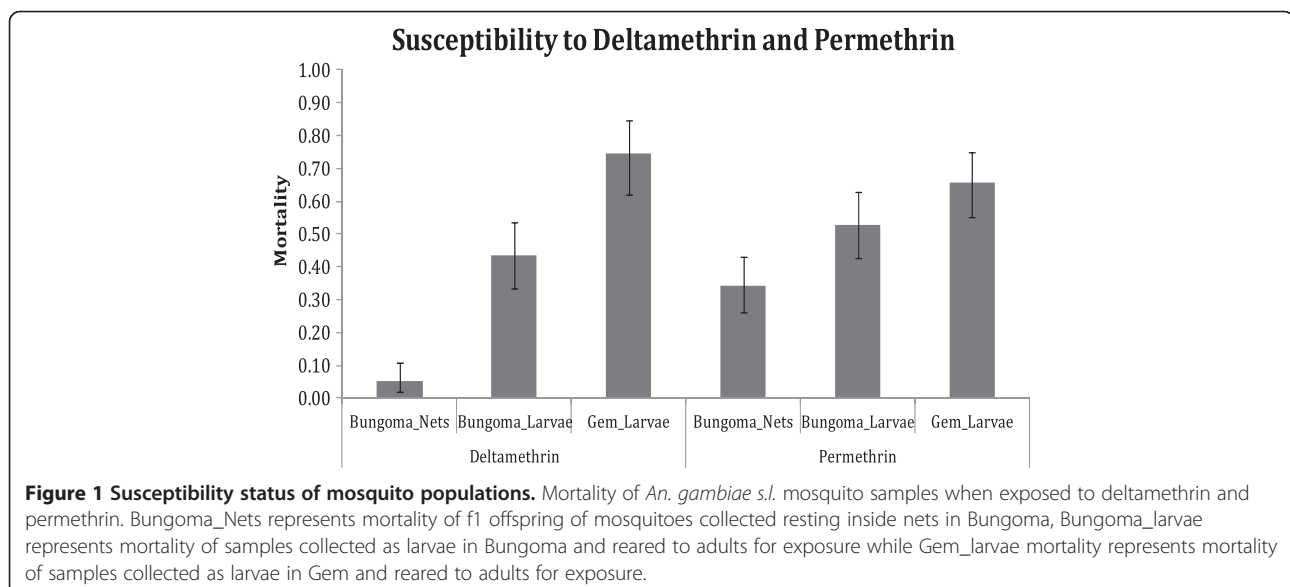 Susceptibility to Deltamethrin and Permethrin
1.00
0.90
0.80
0.70
0.60
0.50
0.40
0.30
0.20
0.10
0.00
Mortality
Bungoma_Nets Bungoma_Larvae Gem_Larvae Bungoma_Nets Bungoma_Larvae Gem_Larvae
Deltamethrin Permethrin
Figure 1 Susceptibility status of mosquito populations. Mortality of An. gambiae s.l. mosquito samples when exposed to deltamethrin and
permethrin. Bungoma_Nets represents mortality of f1 offspring of mosquitoes collected resting inside nets in Bungoma, Bungoma_larvae
represents mortality of samples collected as larvae in Bungoma and reared to adults for exposure while Gem_larvae mortality represents mortality
of samples collected as larvae in Gem and reared to adults for exposure.